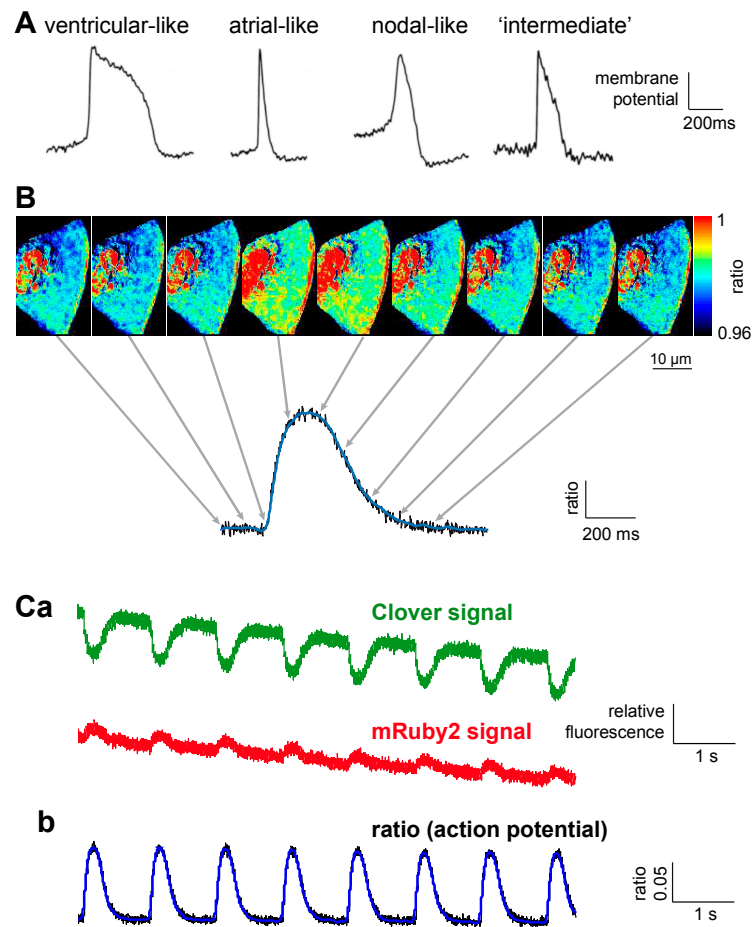 A
ventricular-like atrial-like nodal-like ‘intermediate’
membrane
potential
200ms
B
1
ratio
0.96
10 µm
ratio
200 ms
Ca
Clover signal
mRuby2 signal
relative
fluorescence
1 s
b
ratio (action potential)
ratio
0.05
1 s